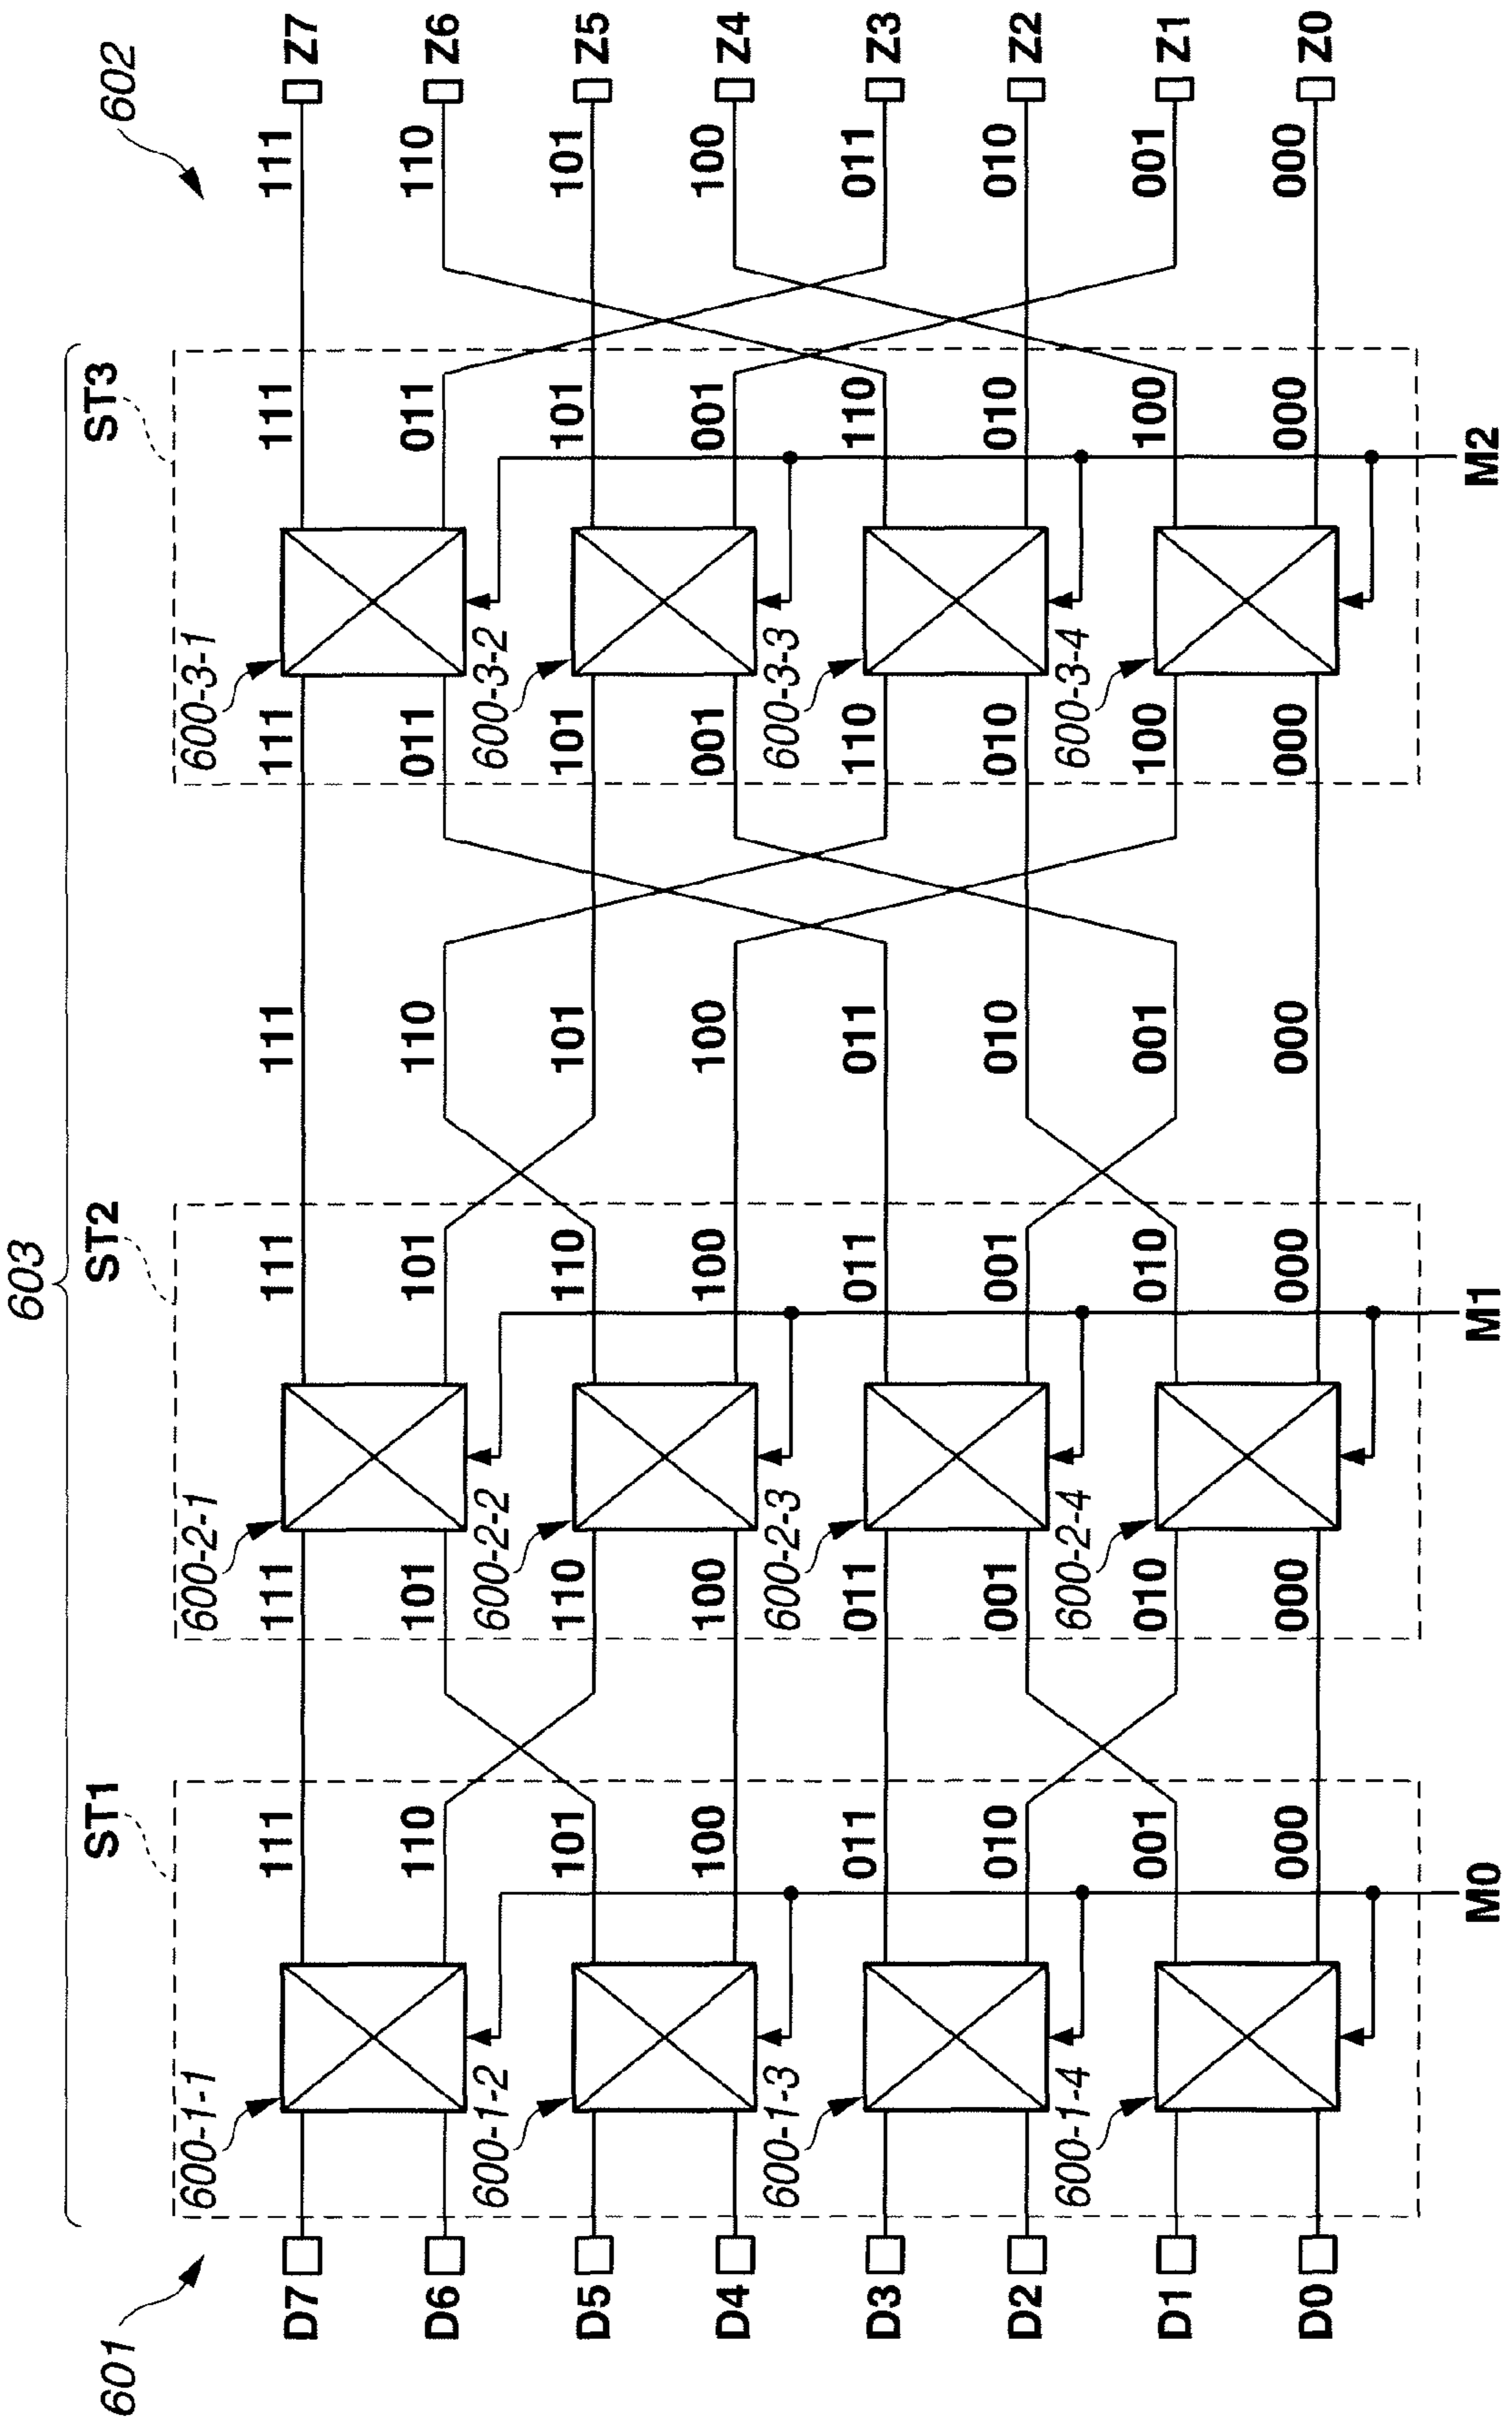 603
601 ST1 ST2 ST3 602
600-1-1 600-2-1 600-3-1
D7 111 111 111 111 111 111 111 Z7
D6 110 101 101 110 011 011 110 Z6
600-1-2 600-2-2 600-3-2
D5 101 110 110 101 101 101 101 Z5
D4 100 100 100 100 001 001 100 Z4
600-1-3 600-2-3 600-3-3
D3 011 011 011 011 110 110 011 Z3
D2 010 001 001 010 010 010 010 Z2
600-1-4 600-2-4 600-3-4
D1 001 010 010 001 100 100 001 Z1
D0 000 000 000 000 000 000 000 Z0
M0 M1 M2